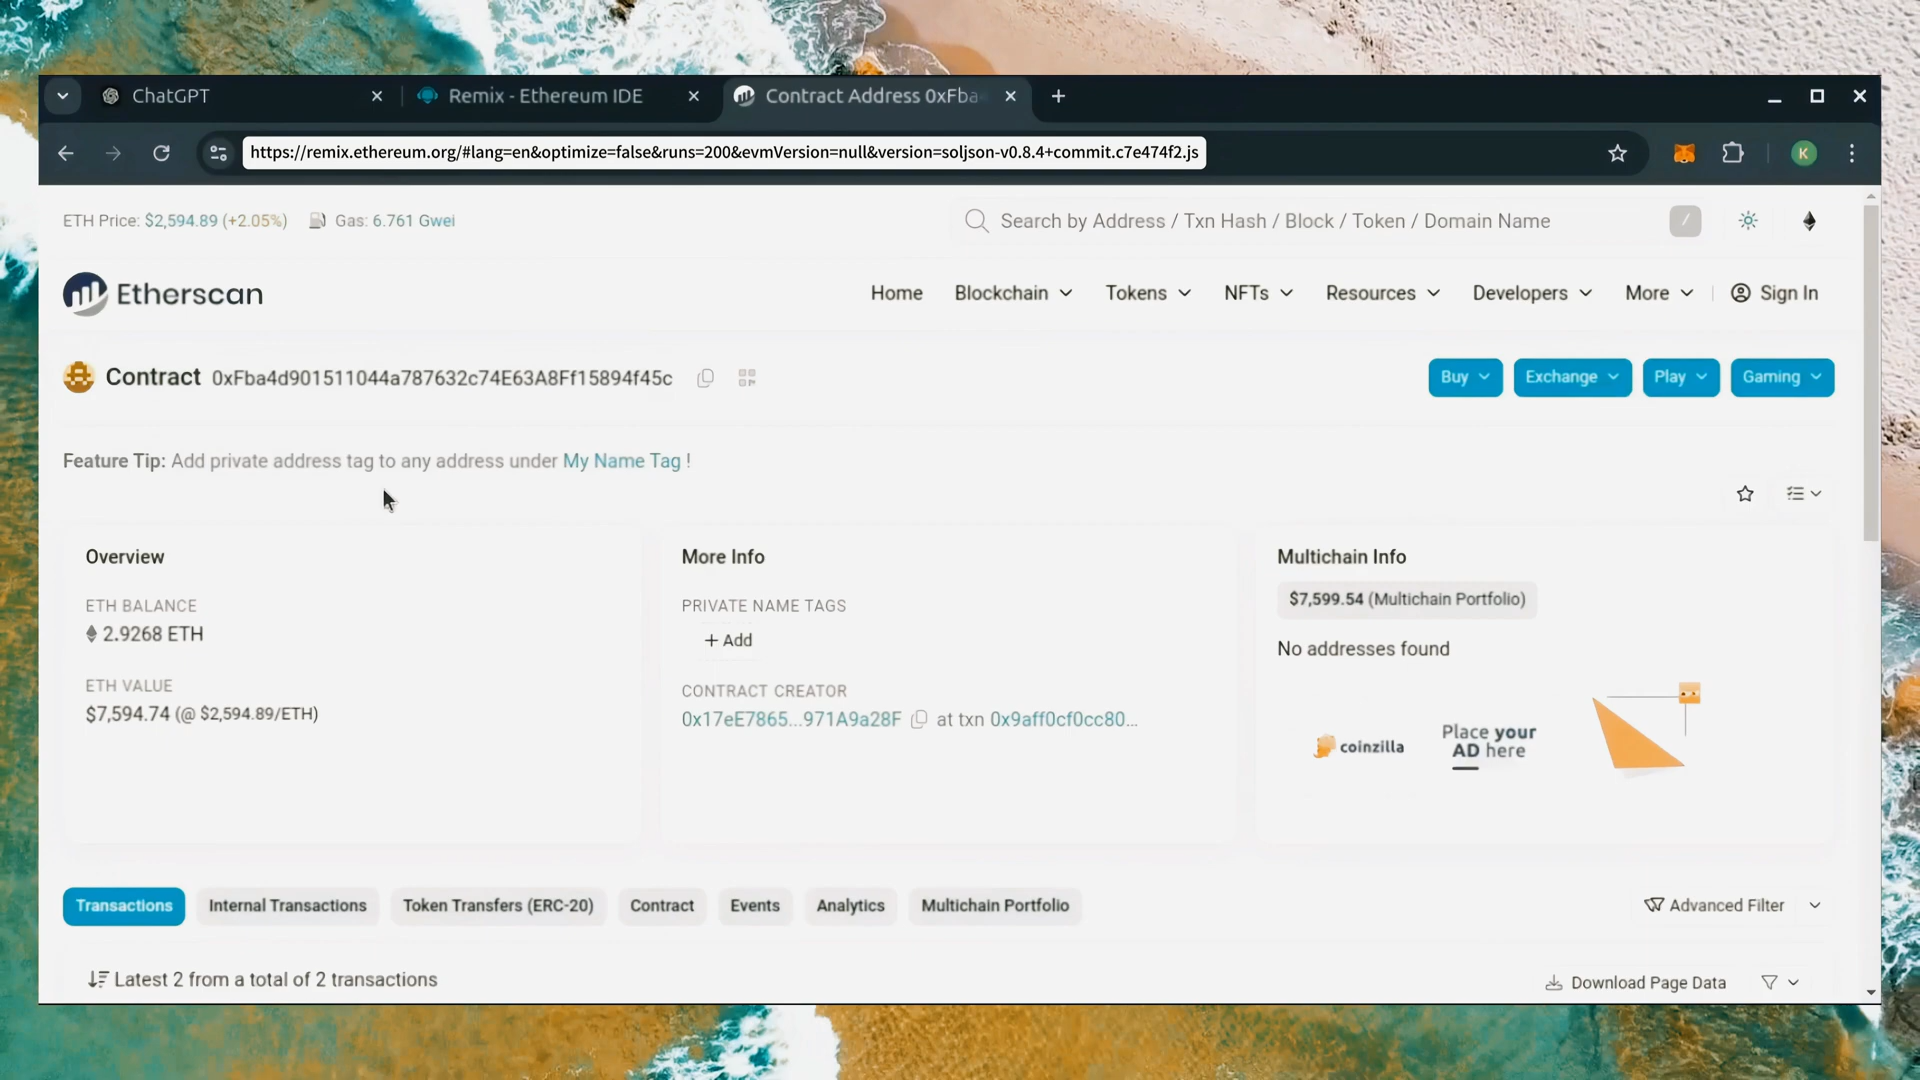 ChatGPT
Remix - Ethereum IDE
Contract Address 0xFba
https://remix.ethereum.org/#lang=en&optimize=false&runs=200&evmVersion=null&version=soljson-v0.8.4+commit.c7e474f2.js
K
ETH Price: $2,594.89 (+2.05%) Gas: 6.761 Gwei
Search by Address / Txn Hash / Block / Token / Domain Name
/
Etherscan
Home Blockchain Tokens NFTs Resources Developers More Sign In
Contract 0xFba4d901511044a787632c74E63A8Ff15894f45c
Buy Exchange Play Gaming
Feature Tip: Add private address tag to any address under My Name Tag !
Overview
ETH BALANCE
2.9268 ETH
ETH VALUE
$7,594.74 (@ $2,594.89/ETH)
More Info
PRIVATE NAME TAGS
+ Add
CONTRACT CREATOR
0x17eE7865...971A9a28F at txn 0x9aff0cf0cc80...
Multichain Info
$7,599.54 (Multichain Portfolio)
No addresses found
coinzilla
Place your
AD here
Transactions Internal Transactions Token Transfers (ERC-20) Contract Events Analytics Multichain Portfolio
Advanced Filter
Latest 2 from a total of 2 transactions
Download Page Data